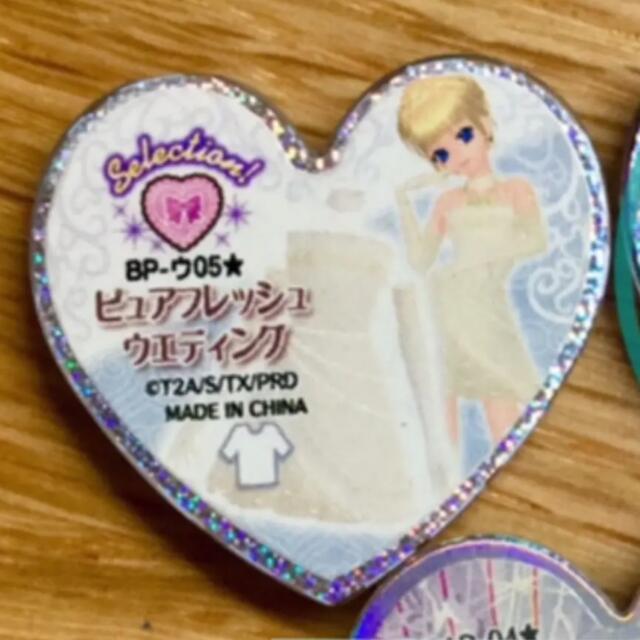 Selection!
BP-ウ05★
ピュアフレッシュ
ウエディング
©T2A/S/TX/PRD
MADE IN CHINA
-04★